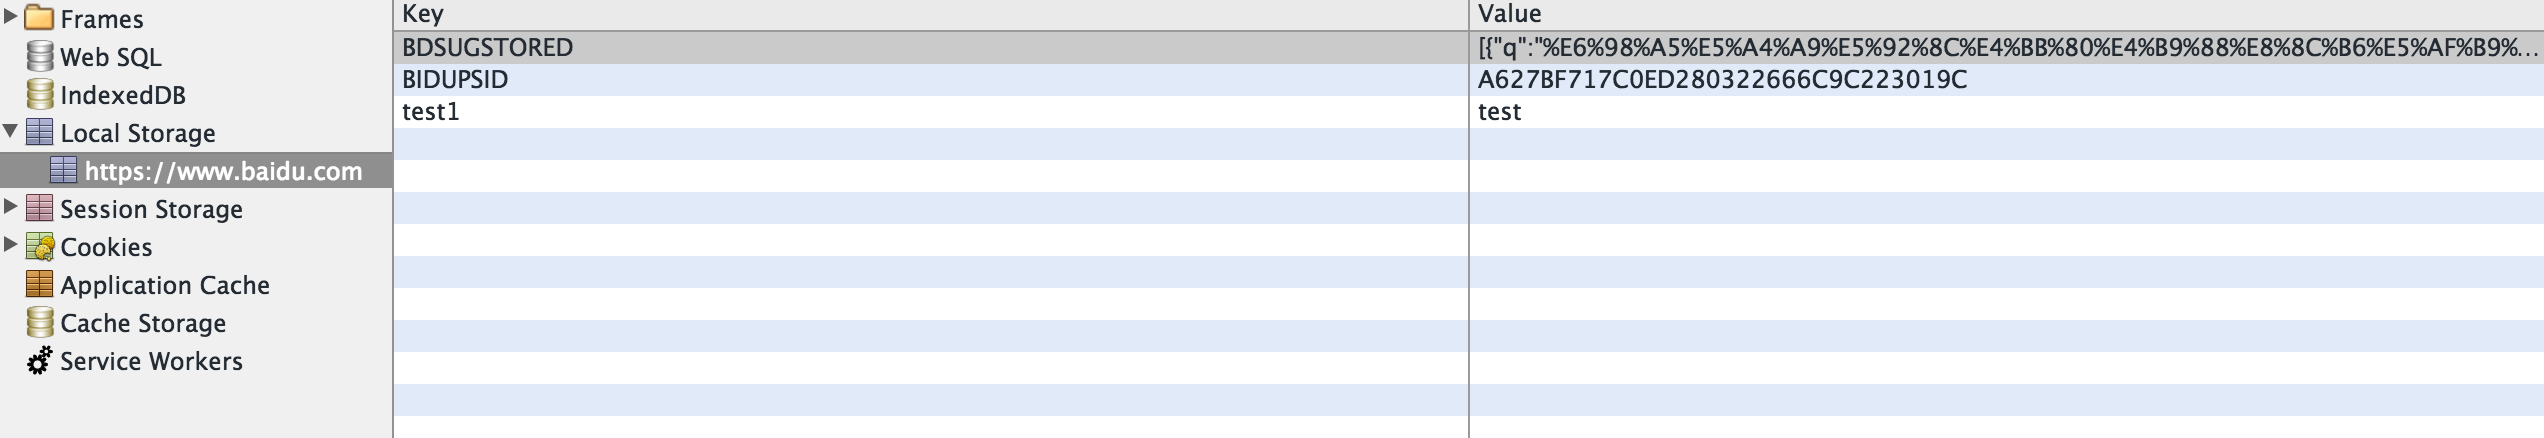 Frames
Web SQL
IndexedDB
Local Storage
https://www.baidu.com
Session Storage
Cookies
Application Cache
Cache Storage
Service Workers
Key Value
BDSUGSTORED [{"q":"%E6%98%A5%E5%A4%A9%E5%92%8C%E4%BB%80%E4%B9%88%E8%8C%B6%E5%AF%B9%...
BIDUPSID A627BF717C0ED280322666C9C223019C
test1 test